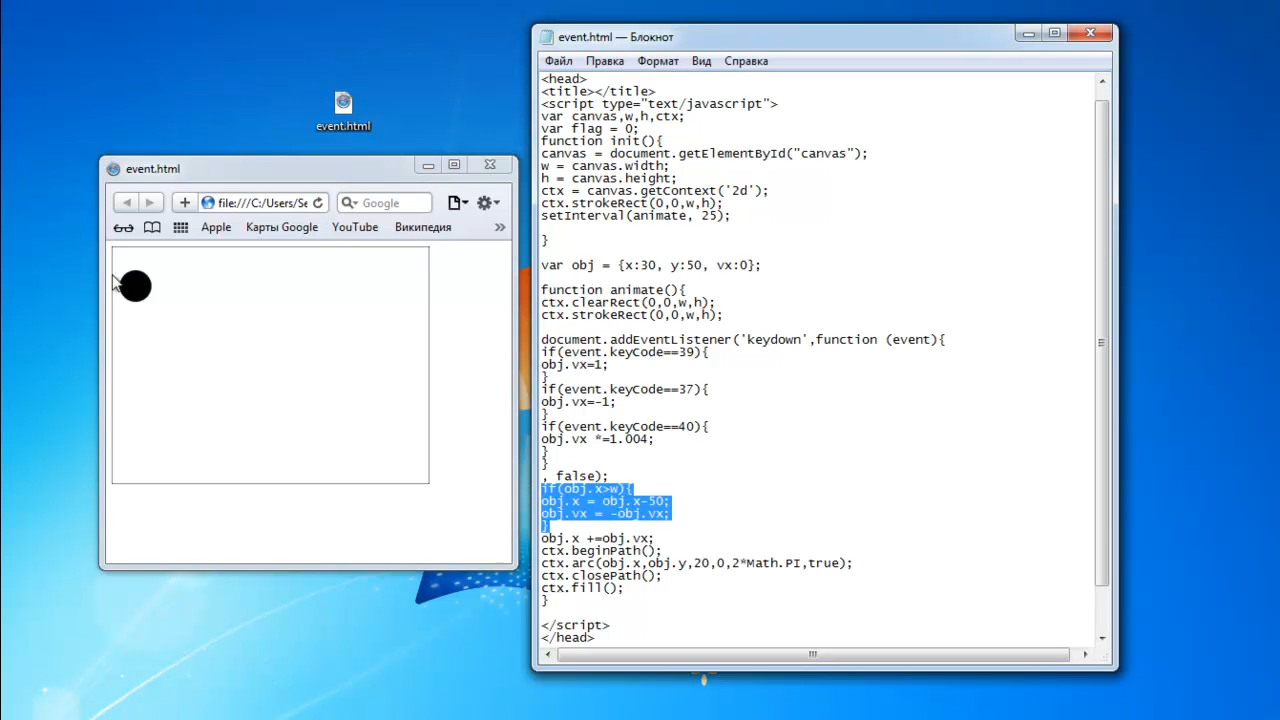 event.html
event.html
file:///C:/Users/Se
Google
Apple
Карты Google
YouTube
Википедия
»
event.html — Блокнот
Файл Правка Формат Вид Справка
<head>
<title></title>
<script type="text/javascript">
var canvas,w,h,ctx;
var flag = 0;
function init(){
canvas = document.getElementById("canvas");
w = canvas.width;
h = canvas.height;
ctx = canvas.getContext('2d');
ctx.strokeRect(0,0,w,h);
setInterval(animate, 25);
}
var obj = {x:30, y:50, vx:0};
function animate(){
ctx.clearRect(0,0,w,h);
ctx.strokeRect(0,0,w,h);
document.addEventListener('keydown',function (event){
if(event.keyCode==39){
obj.vx=1;
}
if(event.keyCode==37){
obj.vx=-1;
}
if(event.keyCode==40){
obj.vx *=1.004;
}
}
, false);
if(obj.x>w){
obj.x = obj.x-50;
obj.vx = -obj.vx;
}
obj.x +=obj.vx;
ctx.beginPath();
ctx.arc(obj.x,obj.y,20,0,2*Math.PI,true);
ctx.closePath();
ctx.fill();
}
</script>
</head>